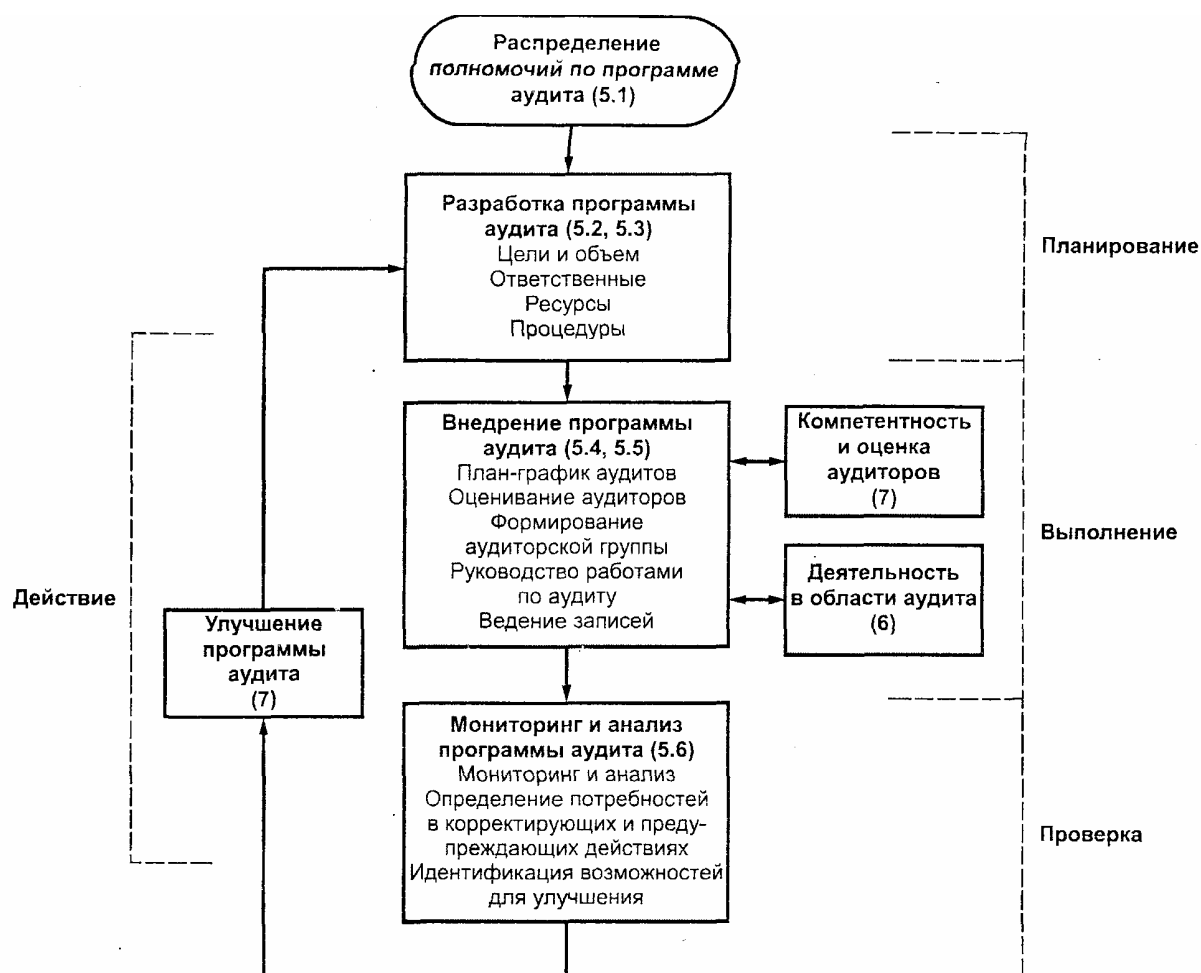 Распределение
полномочий по программе
аудита (5.1)
Разработка программы
аудита (5.2, 5.3)
Цели и объем
Ответственные
Ресурсы
Процедуры
Планирование
Внедрение программы
аудита (5.4, 5.5)
План-график аудитов
Оценивание аудиторов
Формирование
аудиторской группы
Руководство работами
по аудиту
Ведение записей
Компетентность
и оценка
аудиторов
(7)
Деятельность
в области аудита
(6)
Выполнение
Действие
Улучшение
программы
аудита
(7)
Мониторинг и анализ
программы аудита (5.6)
Мониторинг и анализ
Определение потребностей
в корректирующих и преду-
преждающих действиях
Идентификация возможностей
для улучшения
Проверка